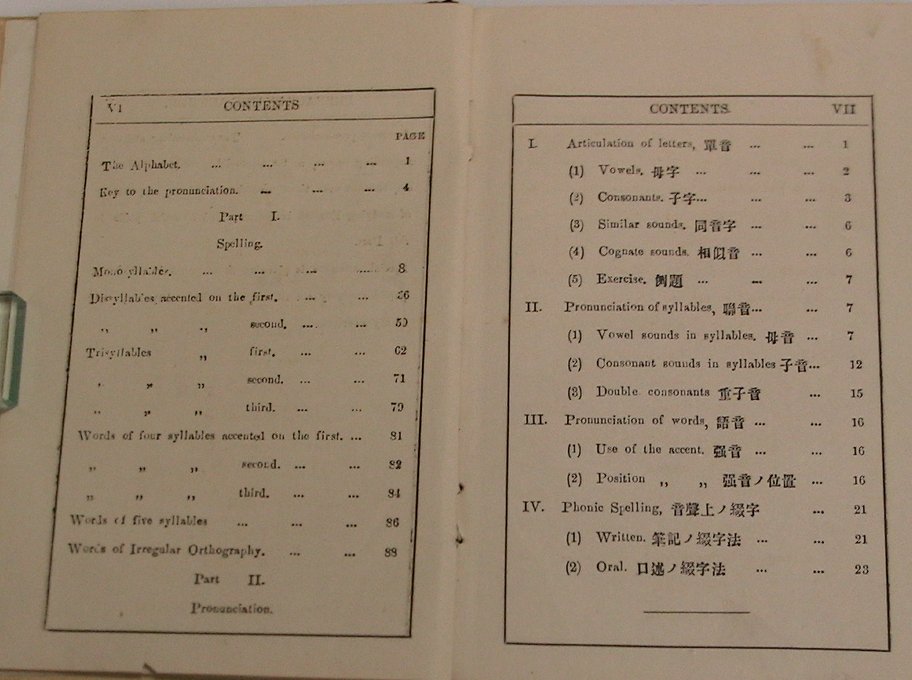 VI CONTENTS
PAGE
The Alphabet. ... ... ... ... 1
Key to the pronunciation. ... ... ... 4
Part I.
Spelling.
Monosyllables. ... ... ... ... 8
Dissyllables accented on the first. ... ... 26
,, ,, ,, second. ... ... 59
Trisyllables ,, first. ... ... 62
,, ,, ,, second. ... ... 71
,, ,, ,, third. ... ... 79
Words of four syllables accented on the first. ... 81
,, ,, ,, second. ... ... 82
,, ,, ,, third. ... ... 84
Words of five syllables ... ... ... 86
Words of Irregular Orthography. ... ... 88
Part II.
Pronunciation.
CONTENTS. VII
I. Articulation of letters, 單音 ... ... 1
(1) Vowels. 母字 ... ... ... 2
(2) Consonants. 子字... ... ... 3
(3) Similar sounds. 同音字 ... ... 6
(4) Cognate sounds. 相似音 ... ... 6
(5) Exercise. 例題 ... ... ... 7
II. Pronunciation of syllables, 聯音... ... 7
(1) Vowel sounds in syllables. 母音 ... 7
(2) Consonant sounds in syllables 子音... 12
(3) Double consonants 重子音 ... 15
III. Pronunciation of words, 語音 ... ... 16
(1) Use of the accent. 强音 ... ... 16
(2) Position ,, ,, 强音ノ位置 ... 16
IV. Phonic Spelling, 音聲上ノ綴字 ... 21
(1) Written. 筆記ノ綴字法 ... ... 21
(2) Oral. 口述ノ綴字法 ... ... 23